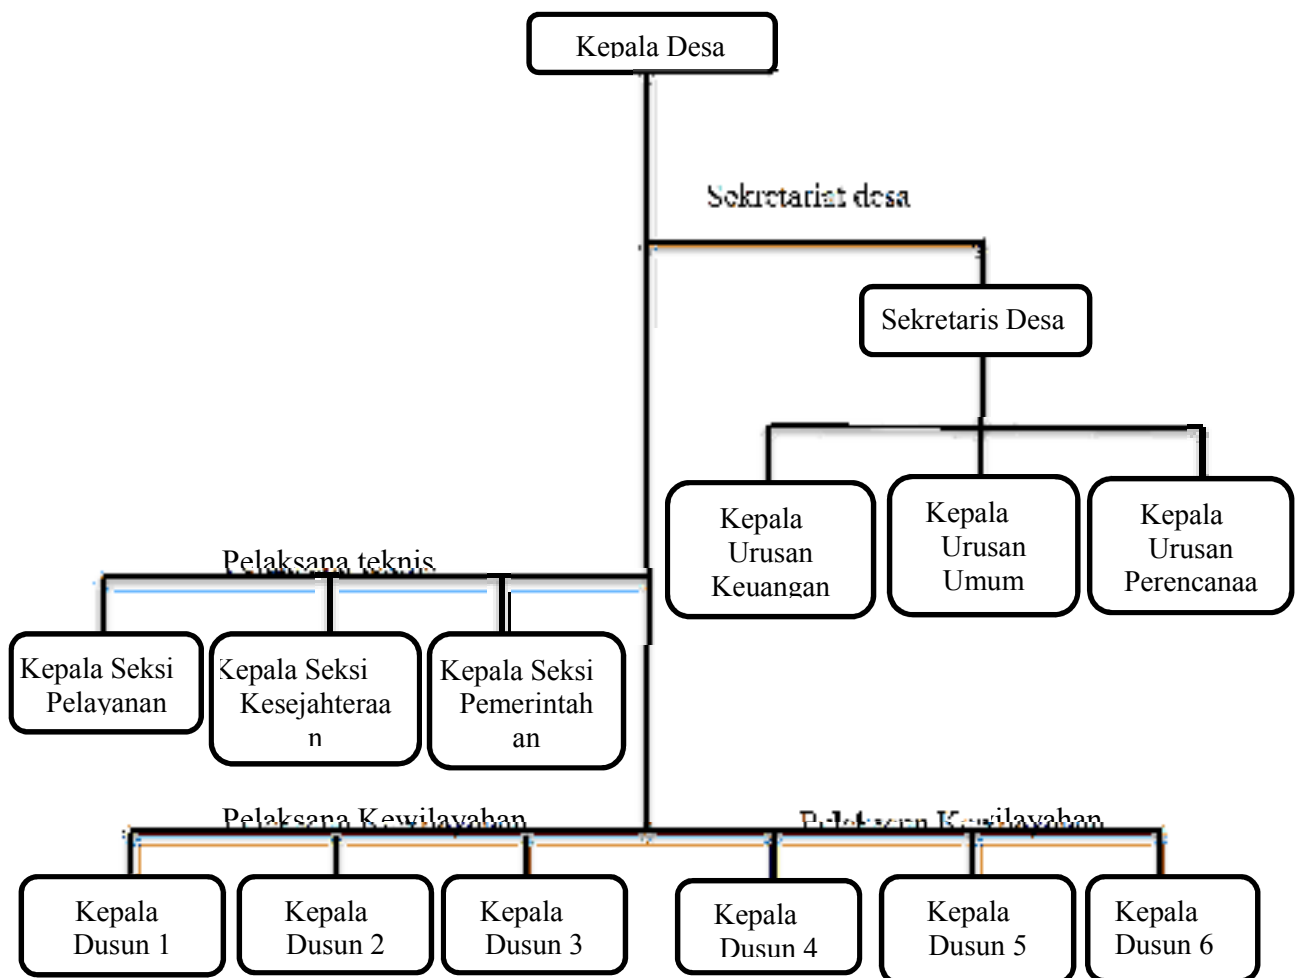 Kepala Desa
Sekretariat desa
Sekretaris Desa
Kepala
Urusan
Keuangan
Kepala
Urusan
Umum
Kepala
Urusan
Perencanaa
Pelaksana teknis
Kepala Seksi
Pelayanan
Kepala Seksi
Kesejahteraa
n
Kepala Seksi
Pemerintah
an
Pelaksana Kewilayahan
Pelaksana Kewilayahan
Kepala
Dusun 1
Kepala
Dusun 2
Kepala
Dusun 3
Kepala
Dusun 4
Kepala
Dusun 5
Kepala
Dusun 6